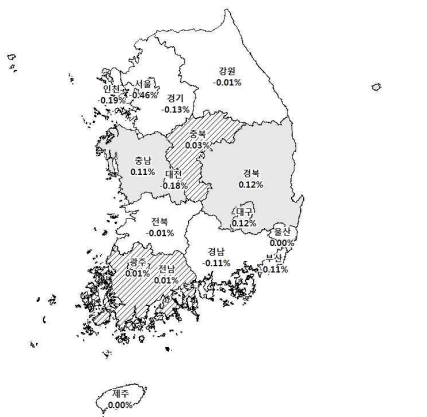 강원
-0.01%
서울
-0.46%
인천
-0.19%
경기
-0.13%
충북
0.03%
충남
0.11%
대전
-0.18%
경북
0.12%
대구
0.12%
전북
-0.01%
울산
0.00%
경남
-0.11%
부산
-0.11%
광주
0.01%
전남
0.01%
제주
0.00%